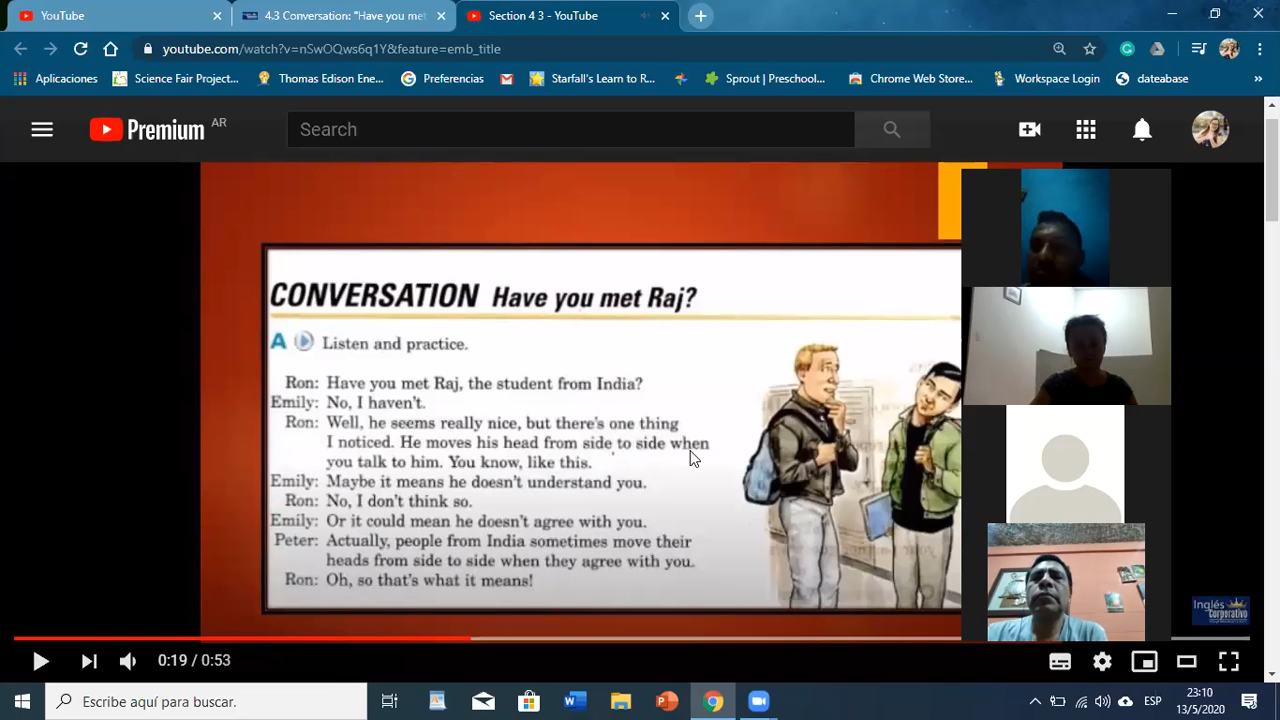 YouTube
4.3 Conversation: "Have you met
Section 4 3 - YouTube
youtube.com/watch?v=nSwOQws6q1Y&feature=emb_title
Aplicaciones
Science Fair Project...
Thomas Edison Ene...
Preferencias
Starfall's Learn to R...
Sprout | Preschool...
Chrome Web Store...
Workspace Login
dateabase
»
Premium AR
Search
CONVERSATION Have you met Raj?
A Listen and practice.
Ron: Have you met Raj, the student from India?
Emily: No, I haven't.
Ron: Well, he seems really nice, but there's one thing
I noticed. He moves his head from side to side when
you talk to him. You know, like this.
Emily: Maybe it means he doesn't understand you.
Ron: No, I don't think so.
Emily: Or it could mean he doesn't agree with you.
Peter: Actually, people from India sometimes move their
heads from side to side when they agree with you.
Ron: Oh, so that's what it means!
Inglés
Corporativo
0:19 / 0:53
Escribe aquí para buscar.
ESP
23:10
13/5/2020